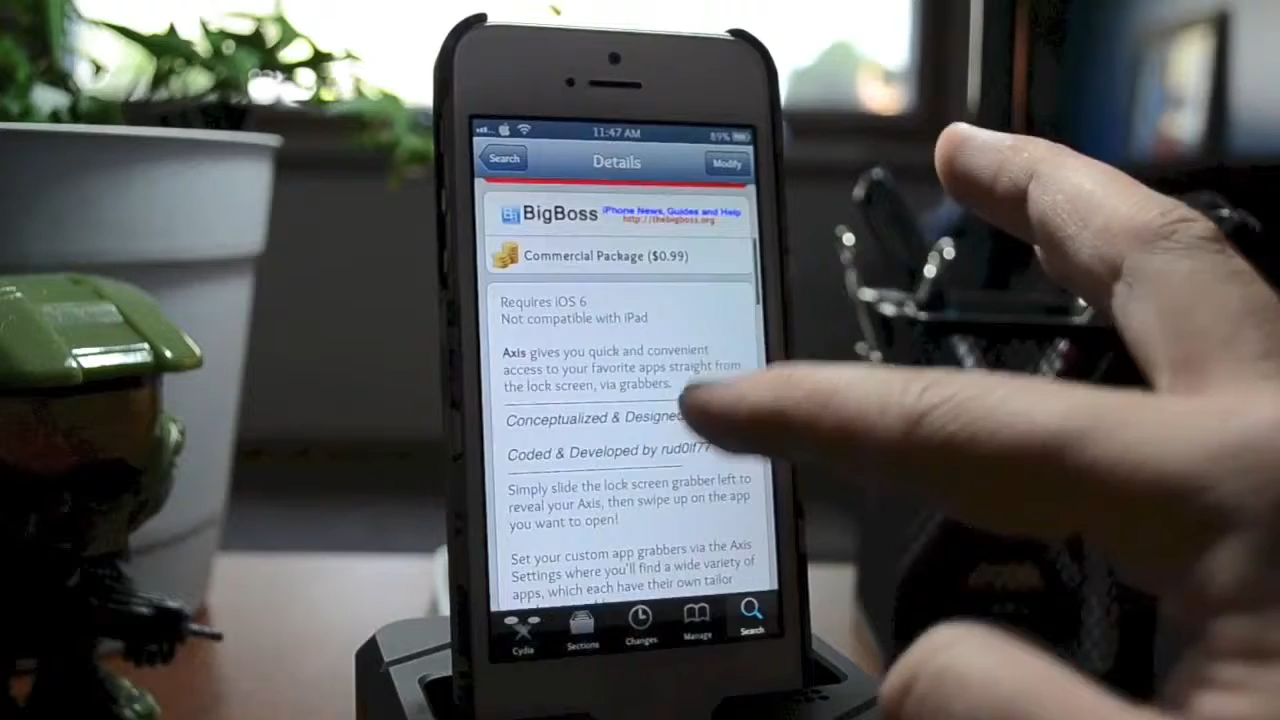 11:47 AM
89%
Search
Details
Modify
BigBoss
iPhone News, Guides and Help
http://thebigboss.org
Commercial Package ($0.99)
Requires iOS 6
Not compatible with iPad
Axis gives you quick and convenient
access to your favorite apps straight from
the lock screen, via grabbers.
Conceptualized & Designed
Coded & Developed by rud0lf77
Simply slide the lock screen grabber left to
reveal your Axis, then swipe up on the app
you want to open!
Set your custom app grabbers via the Axis
Settings where you'll find a wide variety of
apps, which each have their own tailor
Cydia
Sections
Changes
Manage
Search